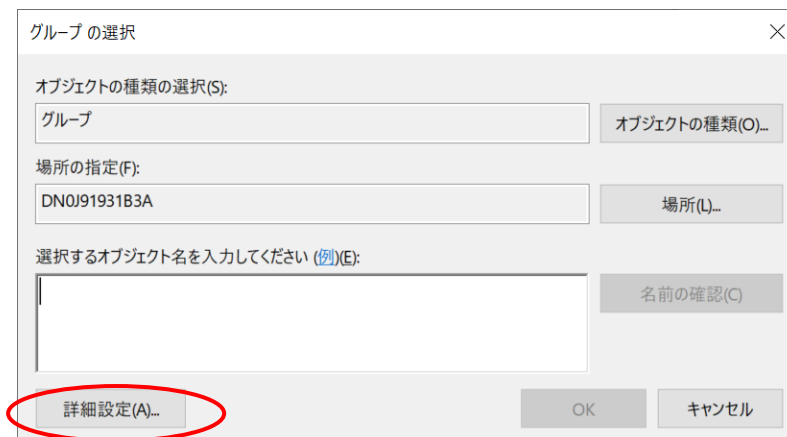 グループ の選択
オブジェクトの種類の選択(S):
グループ
オブジェクトの種類(O)...
場所の指定(F):
DN0J91931B3A
場所(L)...
選択するオブジェクト名を入力してください (例)(E):
名前の確認(C)
詳細設定(A)...
OK
キャンセル